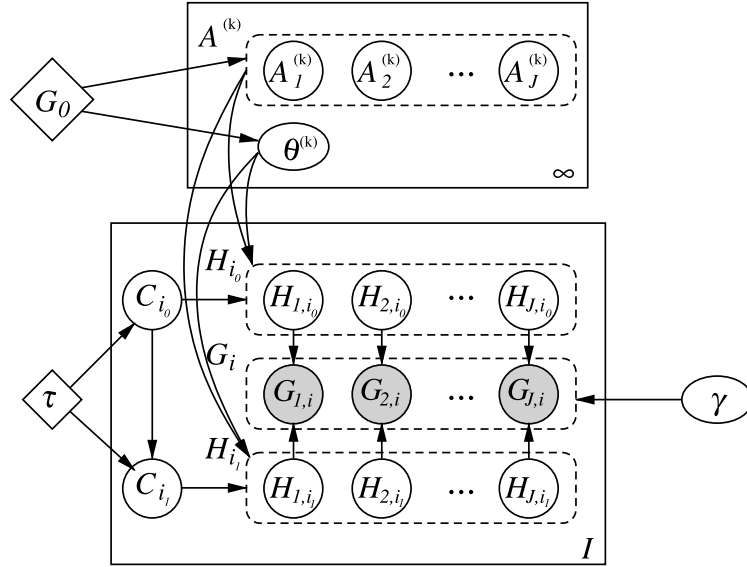 A^(k) A_1^(k) A_2^(k) ... A_J^(k)
G_0
θ^(k)
∞
H_{i_0} H_{1,i_0} H_{2,i_0} ... H_{J,i_0}
C_{i_0}
G_i G_{1,i} G_{2,i} ... G_{J,i}
τ
γ
H_{i_1} H_{1,i_1} H_{2,i_1} ... H_{J,i_1}
C_{i_1}
I